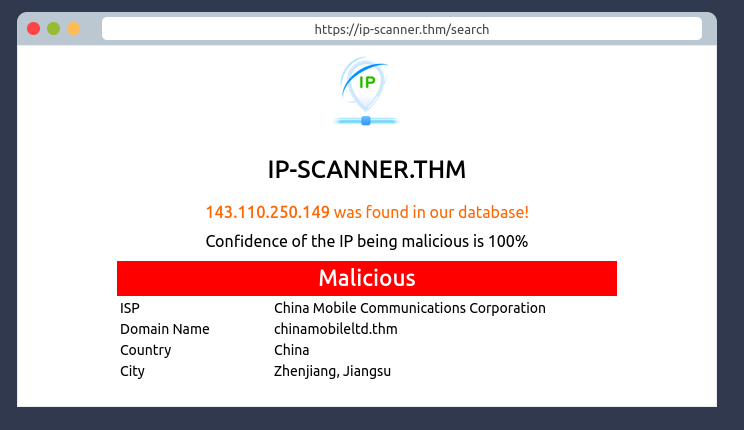 https://ip-scanner.thm/search
IP
IP-SCANNER.THM
143.110.250.149 was found in our database!
Confidence of the IP being malicious is 100%
Malicious
ISP China Mobile Communications Corporation
Domain Name chinamobileltd.thm
Country China
City Zhenjiang, Jiangsu